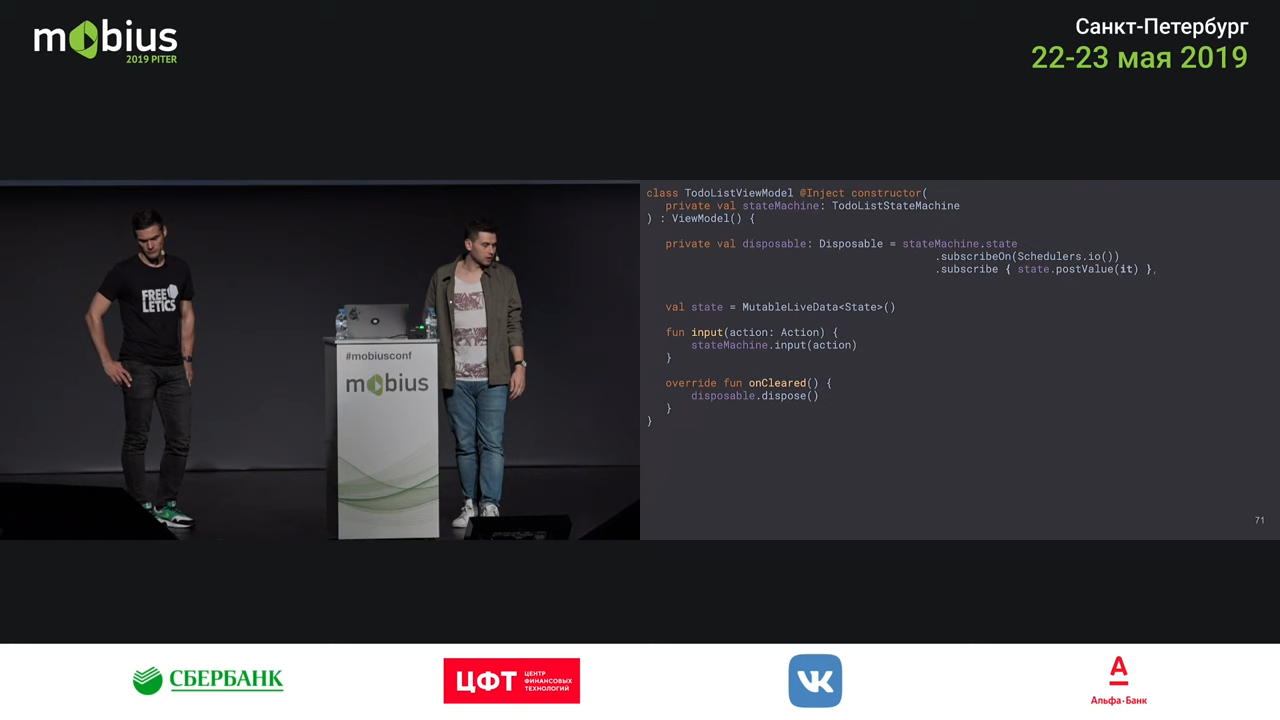 mobius
2019 PITER
Санкт-Петербург
22-23 мая 2019
FREE
LETICS
#mobiusconf
mobius
class TodoListViewModel @Inject constructor(
private val stateMachine: TodoListStateMachine
) : ViewModel() {
private val disposable: Disposable = stateMachine.state
.subscribeOn(Schedulers.io())
.subscribe { state.postValue(it) },
val state = MutableLiveData<State>()
fun input(action: Action) {
stateMachine.input(action)
}
override fun onCleared() {
disposable.dispose()
}
}
71
СБЕРБАНК
ЦФТ
ЦЕНТР
ФИНАНСОВЫХ
ТЕХНОЛОГИЙ
VK
А
Альфа·Банк